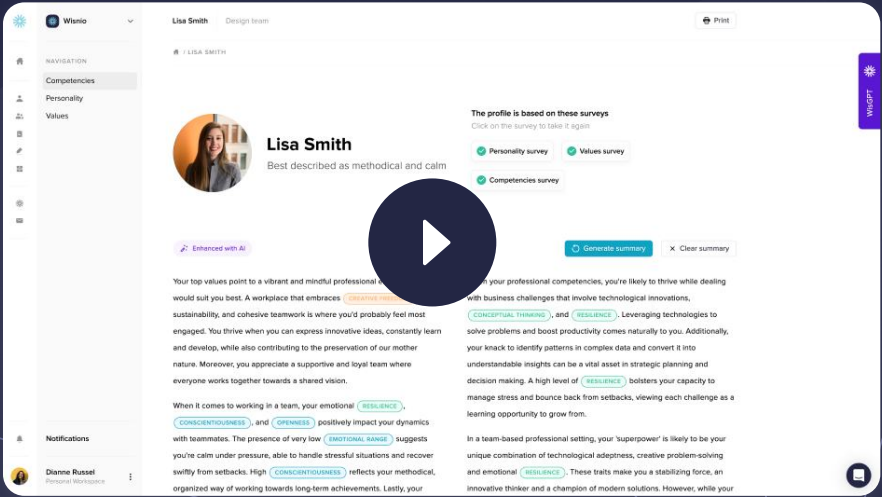 Wisnio
Lisa Smith
Design team
Print
/ LISA SMITH
NAVIGATION
Competencies
Personality
Values
WisGPT
Lisa Smith
Best described as methodical and calm
The profile is based on these surveys
Click on the survey to take it again
Personality survey
Values survey
Competencies survey
Enhanced with AI
Generate summary
Clear summary
Your top values point to a vibrant and mindful professional
would suit you best. A workplace that embraces CREATIVE
sustainability, and cohesive teamwork is where you'd probably feel most
engaged. You thrive when you can express innovative ideas, constantly learn
and develop, while also contributing to the preservation of our mother
nature. Moreover, you appreciate a supportive and loyal team where
everyone works together towards a shared vision.
When it comes to working in a team, your emotional RESILIENCE ,
CONSCIENTIOUSNESS , and OPENNESS positively impact your dynamics
with teammates. The presence of very low EMOTIONAL RANGE suggests
you're calm under pressure, able to handle stressful situations and recover
swiftly from setbacks. High CONSCIENTIOUSNESS reflects your methodical,
organized way of working towards long-term achievements. Lastly, your
your professional competencies, you're likely to thrive while dealing
with business challenges that involve technological innovations,
CONCEPTUAL THINKING , and RESILIENCE . Leveraging technologies to
solve problems and boost productivity comes naturally to you. Additionally,
your knack to identify patterns in complex data and convert it into
understandable insights can be a vital asset in strategic planning and
decision making. A high level of RESILIENCE bolsters your capacity to
manage stress and bounce back from setbacks, viewing each challenge as a
learning opportunity to grow from.
In a team-based professional setting, your 'superpower' is likely to be your
unique combination of technological adeptness, creative problem-solving
and emotional RESILIENCE . These traits make you a stabilizing force, an
innovative thinker and a champion of modern solutions. However, while your
Notifications
Dianne Russel
Personal Workspace